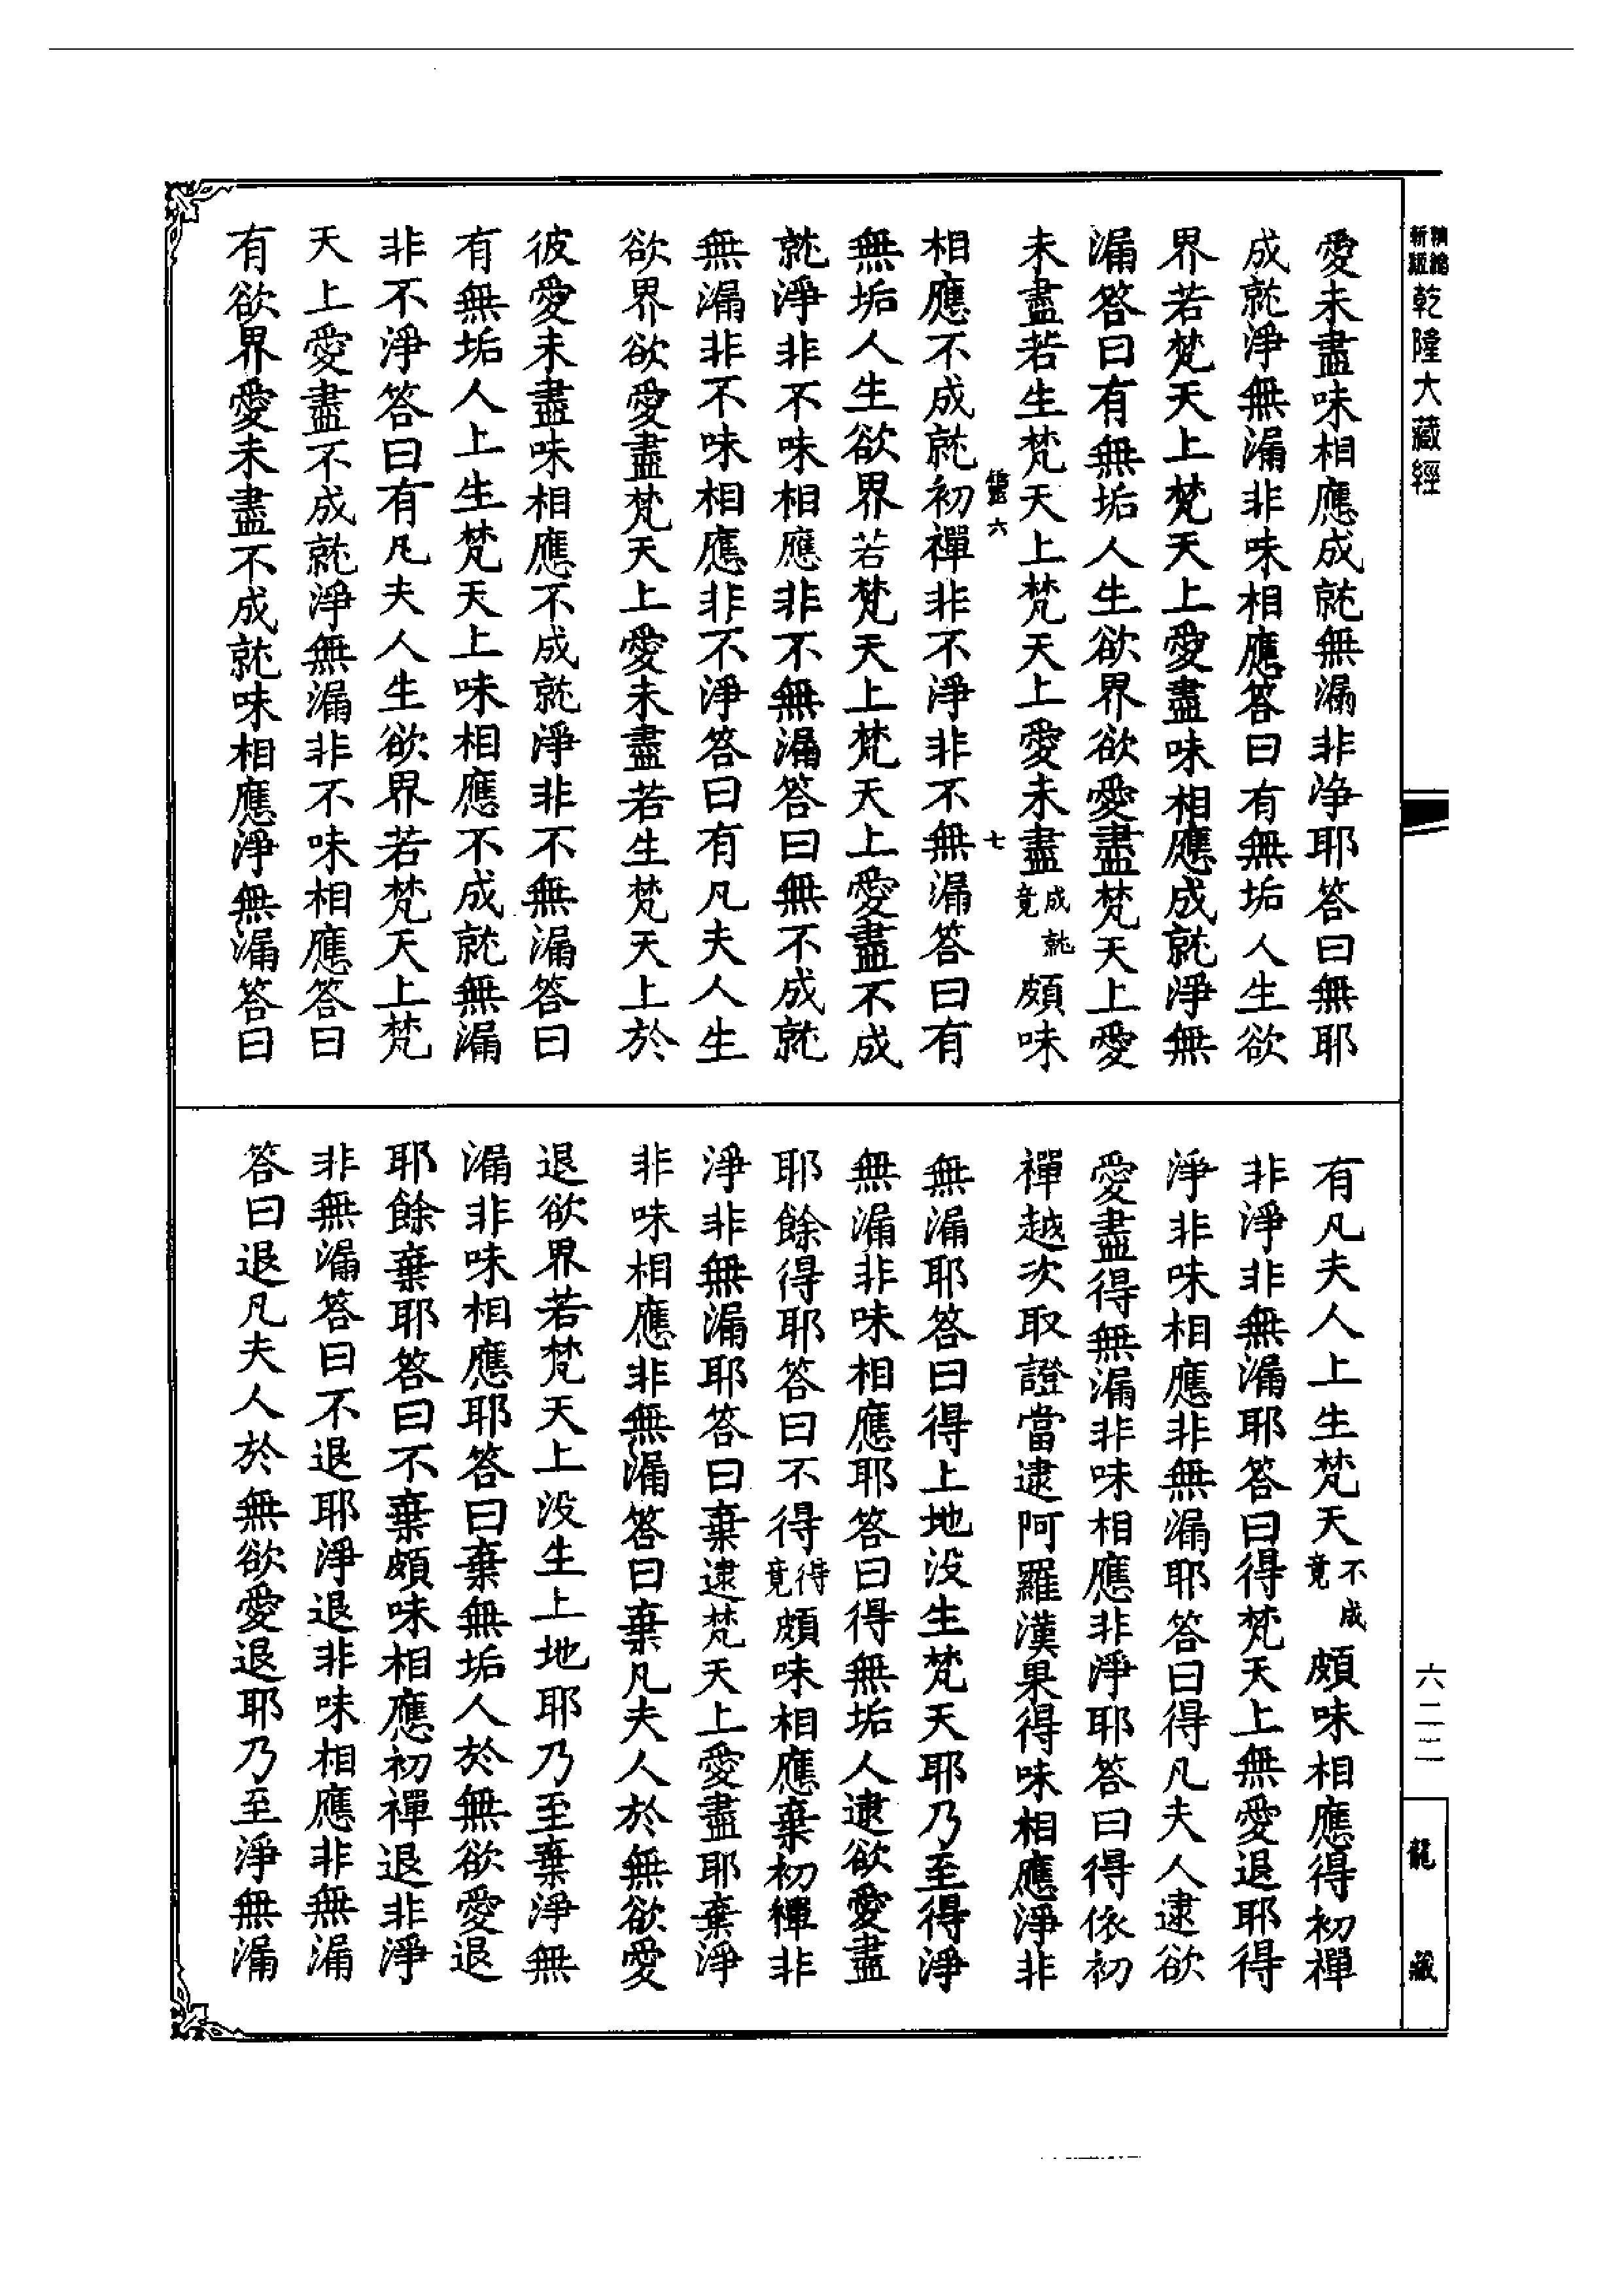 精縮新版乾隆大藏經
愛未盡味相應成就無漏非淨耶答曰無耶
成就淨無漏非味相應答曰有無垢人生欲
界若梵天上梵天上愛盡味相應成就淨無
漏答曰有無垢人生欲界欲愛盡梵天上愛
未盡若生梵天上梵天上愛未盡成就竟頗味
六 七
相應不成就初禪非不淨非不無漏答曰有
無垢人生欲界若梵天上梵天上愛盡不成
就淨非不味相應非不無漏答曰無不成就
無漏非不味相應非不淨答曰有凡夫人生
欲界欲愛盡梵天上愛未盡若生梵天上於
彼愛未盡味相應不成就淨非不無漏答曰
有無垢人上生梵天上味相應不成就無漏
非不淨答曰有凡夫人生欲界若梵天上梵
天上愛盡不成就淨無漏非不味相應答曰
有欲界愛未盡不成就味相應淨無漏答曰
有凡夫人上生梵天不成竟頗味相應得初禪
非淨非無漏耶答曰得梵天上無愛退耶得
淨非味相應非無漏耶答曰得凡夫人逮欲
愛盡得無漏非味相應非淨耶答曰得依初
禪越次取證當逮阿羅漢果得味相應淨非
無漏耶答曰得上地没生梵天耶乃至得淨
無漏非味相應耶答曰得無垢人逮欲愛盡
耶餘得耶答曰不得得竟頗味相應棄初禪非
淨非無漏耶答曰棄逮梵天上愛盡耶棄淨
非味相應非無漏答曰棄凡夫人於無欲愛
退欲界若梵天上没生上地耶乃至棄淨無
漏非味相應耶答曰棄無垢人於無欲愛退
耶餘棄耶答曰不棄頗味相應初禪退非淨
非無漏答曰不退耶淨退非味相應非無漏
答曰退凡夫人於無欲愛退耶乃至淨無漏
六二二
龍藏